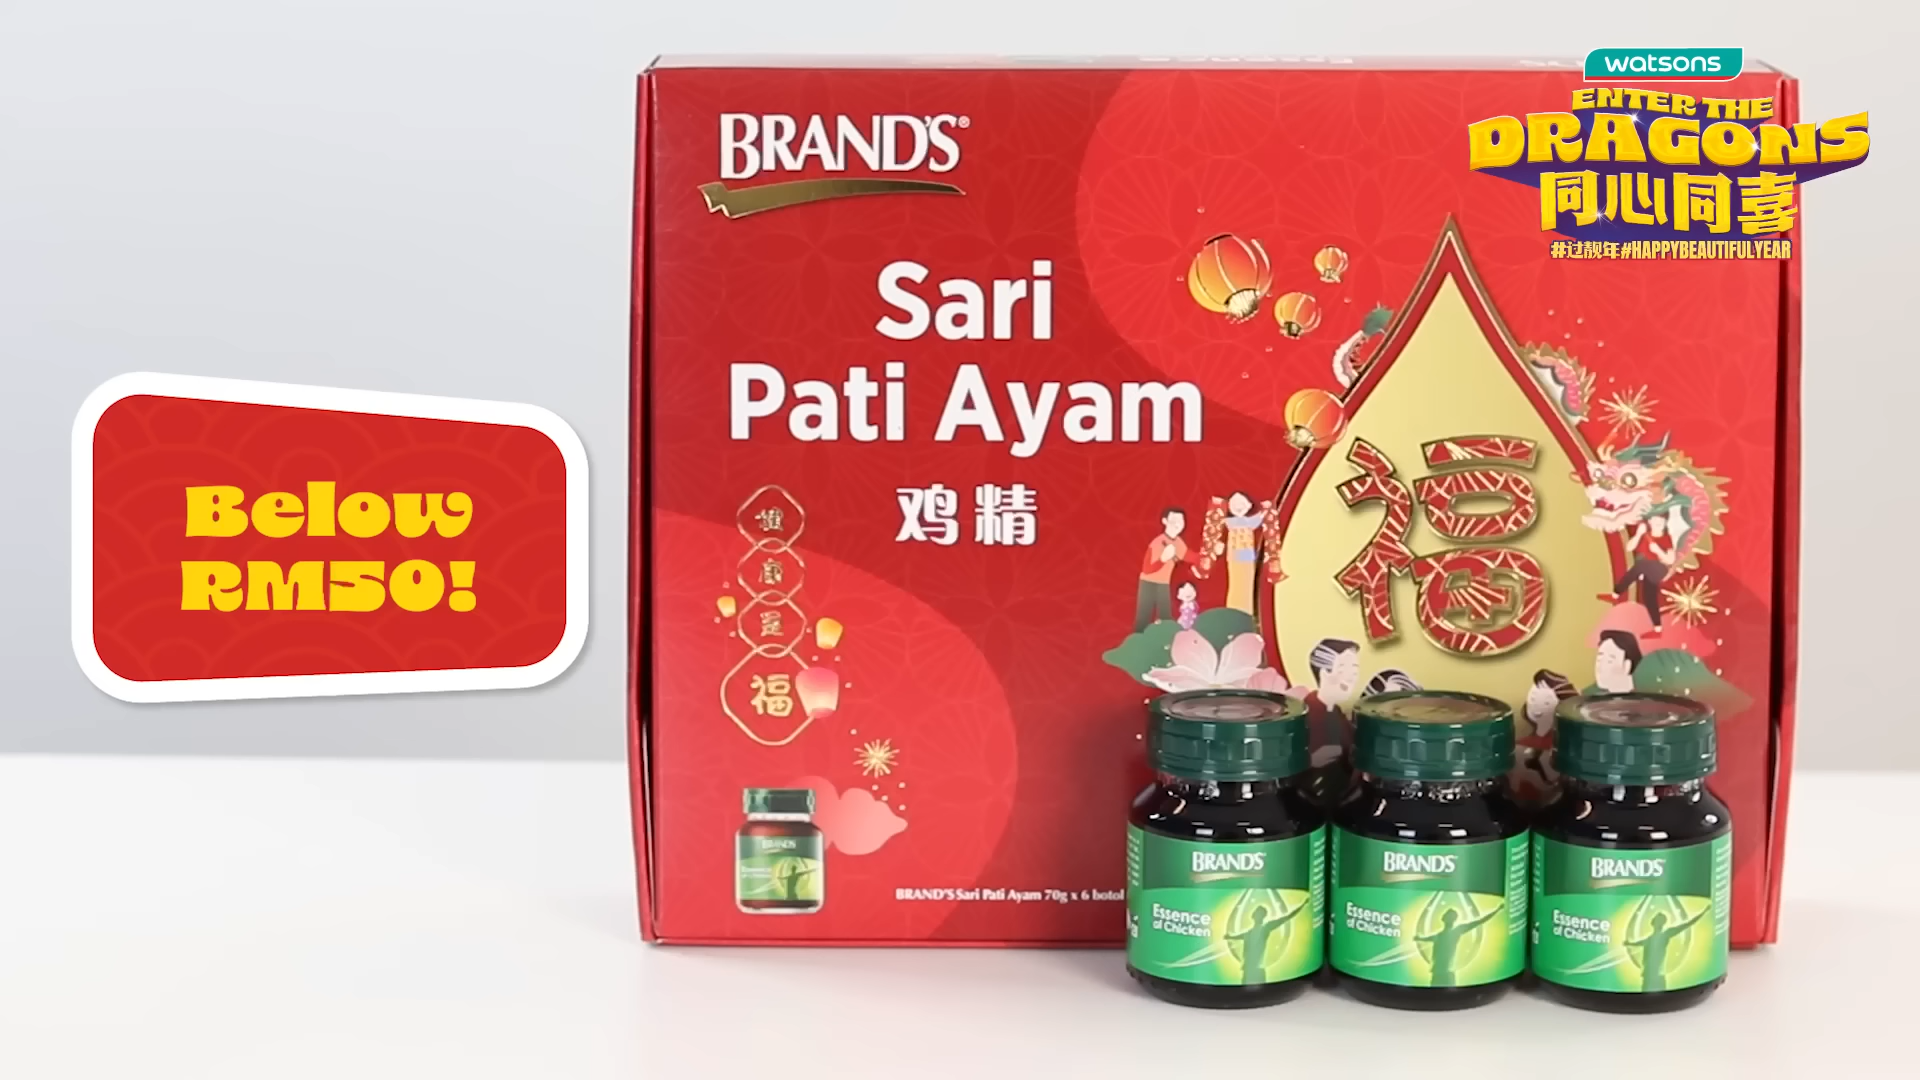 watsons
ENTER THE
DRAGONS
同心同喜
#过靓年#HAPPYBEAUTIFULYEAR
BRAND'S®
Sari
Pati Ayam
鸡精
福
福
Below
RM50!
BRAND'S
BRAND'S Sari Pati Ayam 70g x 6 botol
BRAND'S
Essence
of Chicken
BRAND'S
Essence
of Chicken
BRAND'S
Essence
of Chicken